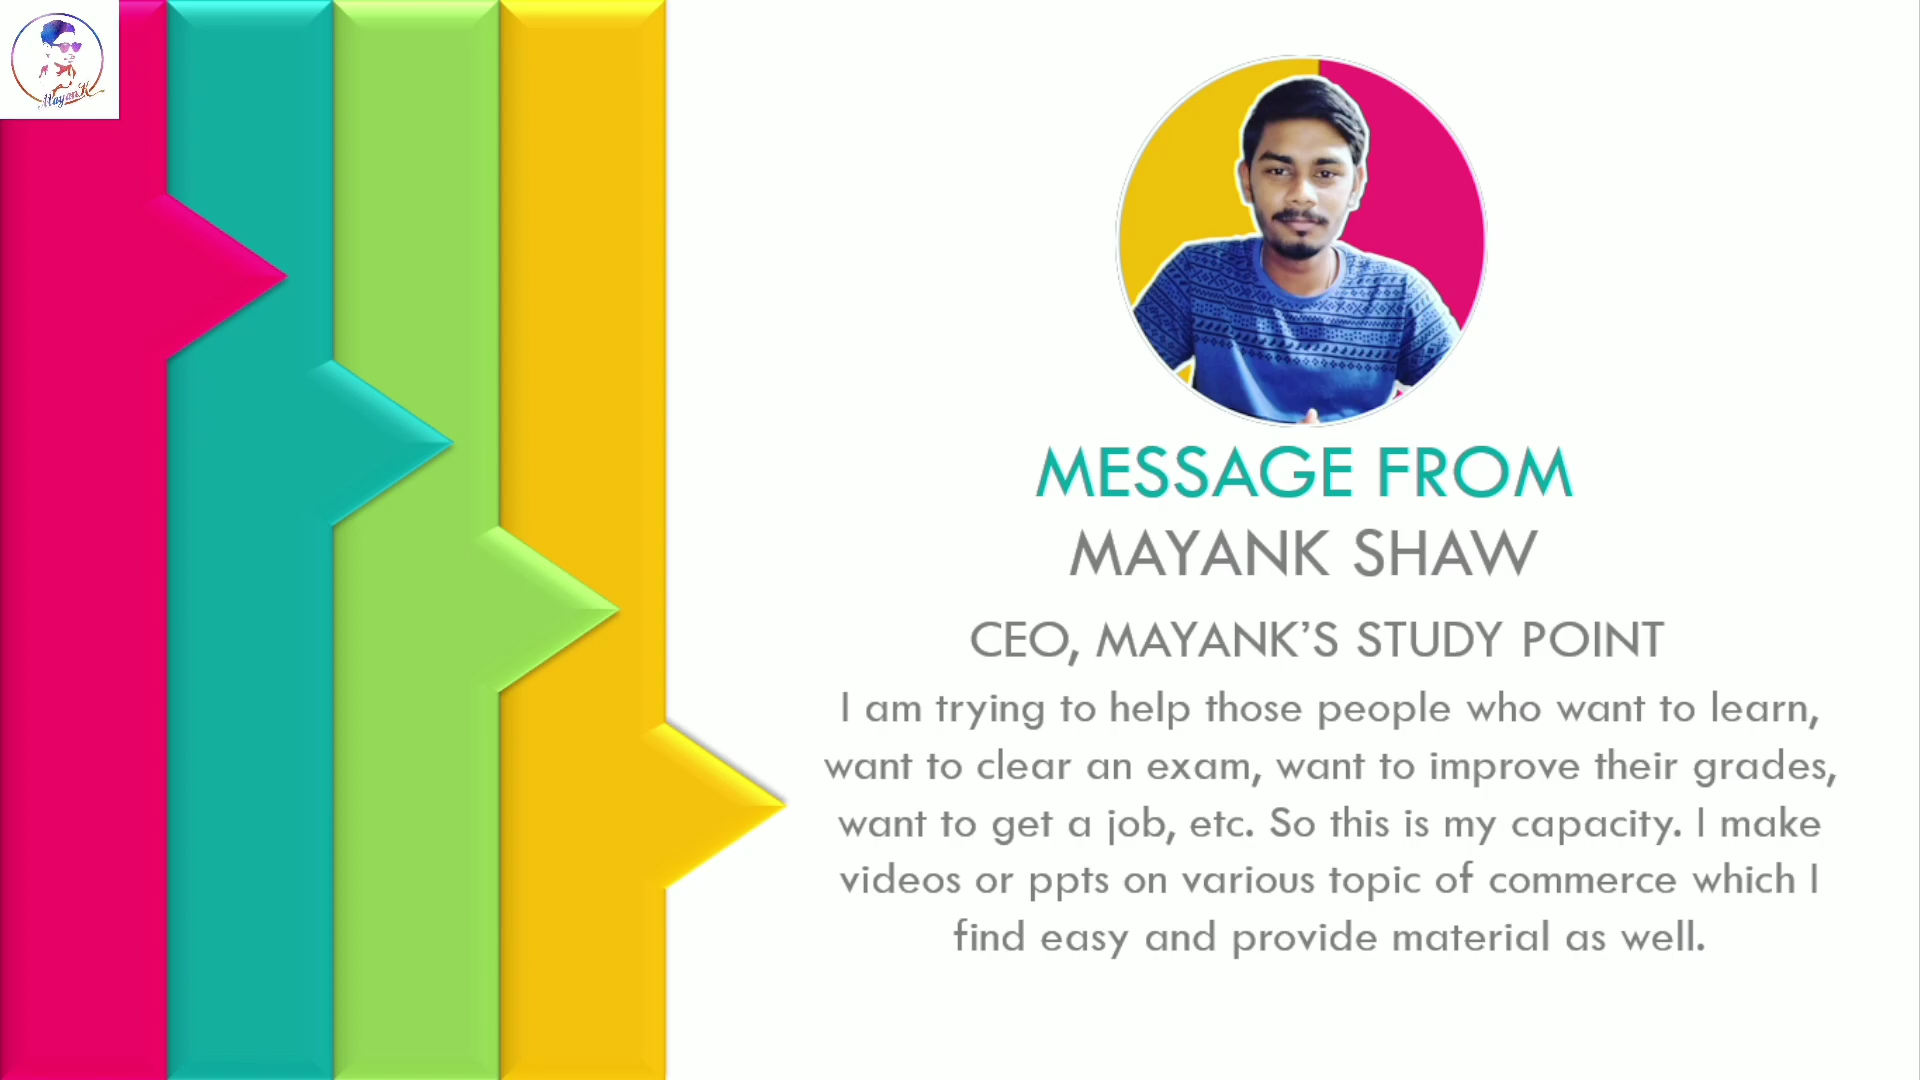 MayanK
MESSAGE FROM
MAYANK SHAW
CEO, MAYANK’S STUDY POINT
I am trying to help those people who want to learn,
want to clear an exam, want to improve their grades,
want to get a job, etc. So this is my capacity. I make
videos or ppts on various topic of commerce which I
find easy and provide material as well.